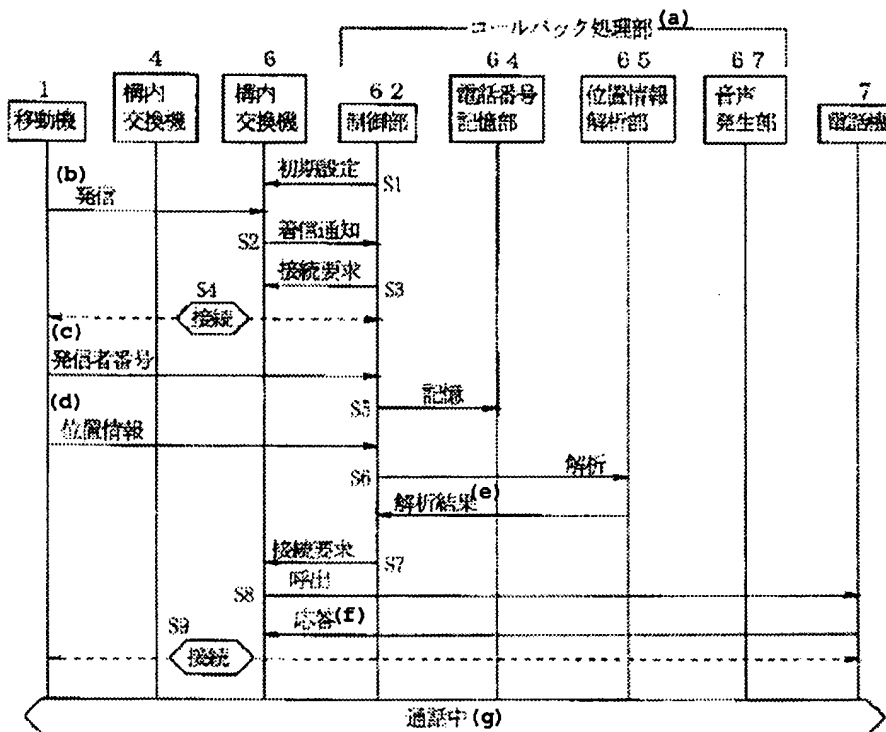 コールバック処理部 (a)
1
移動機
4
構内
交換機
6
構内
交換機
62
制御部
64
電話番号
記憶部
65
位置情報
解析部
67
音声
発生部
7
電話機
初期設定
S1
(b)
発信
S2
着信通知
接続要求
S3
S4
接続
(c)
発信者番号
記憶
S5
(d)
位置情報
S6
解析
解析結果(e)
接続要求
S7
S8
呼出
応答(f)
S9
接続
通話中(g)